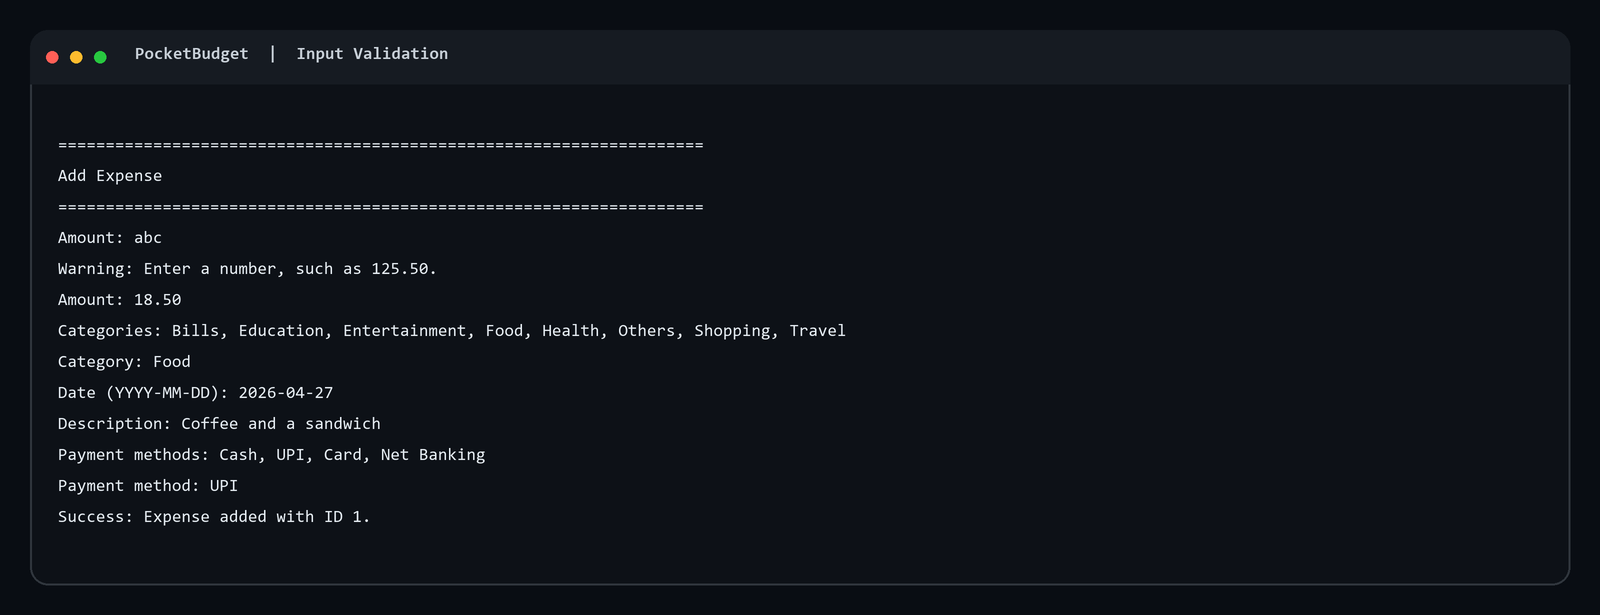 PocketBudget | Input Validation
====================================================================
Add Expense
====================================================================
Amount: abc
Warning: Enter a number, such as 125.50.
Amount: 18.50
Categories: Bills, Education, Entertainment, Food, Health, Others, Shopping, Travel
Category: Food
Date (YYYY-MM-DD): 2026-04-27
Description: Coffee and a sandwich
Payment methods: Cash, UPI, Card, Net Banking
Payment method: UPI
Success: Expense added with ID 1.